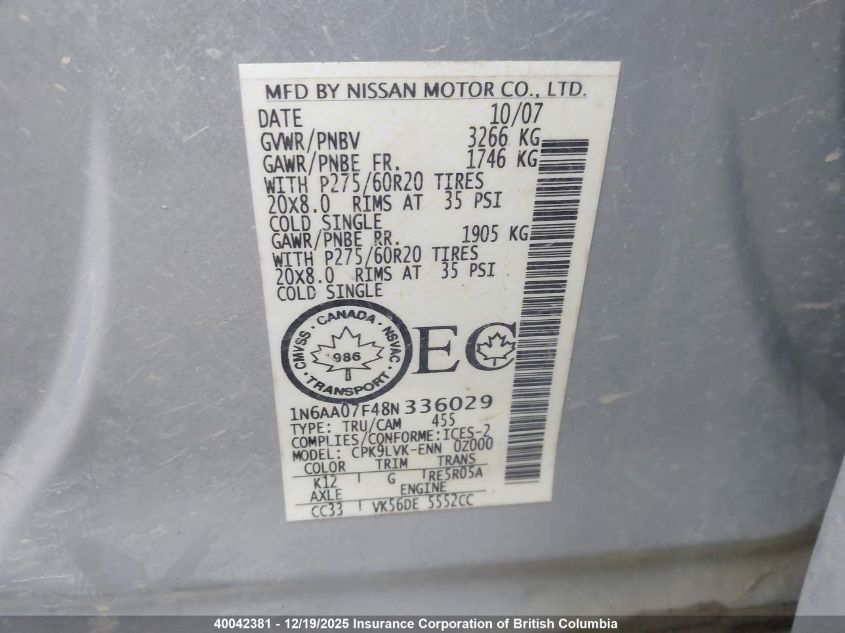 MFD BY NISSAN MOTOR CO., LTD.
DATE 10/07
GVWR/PNBV 3266 KG
GAWR/PNBE FR. 1746 KG
WITH P275/60R20 TIRES
20X8.0 RIMS AT 35 PSI
COLD SINGLE
GAWR/PNBE RR. 1905 KG
WITH P275/60R20 TIRES
20X8.0 RIMS AT 35 PSI
COLD SINGLE
CMVSS · CANADA · NSVAC · TRANSPORT ·
986
EC
1N6AA07F48N 336029
TYPE: TRU/CAM 455
COMPLIES/CONFORME:ICES-2
MODEL: CPK9LVK-ENN 0Z000
COLOR TRIM TRANS
K12 G RE5R05A
AXLE ENGINE
CC33 VK56DE 5552CC
40042381 - 12/19/2025 Insurance Corporation of British Columbia